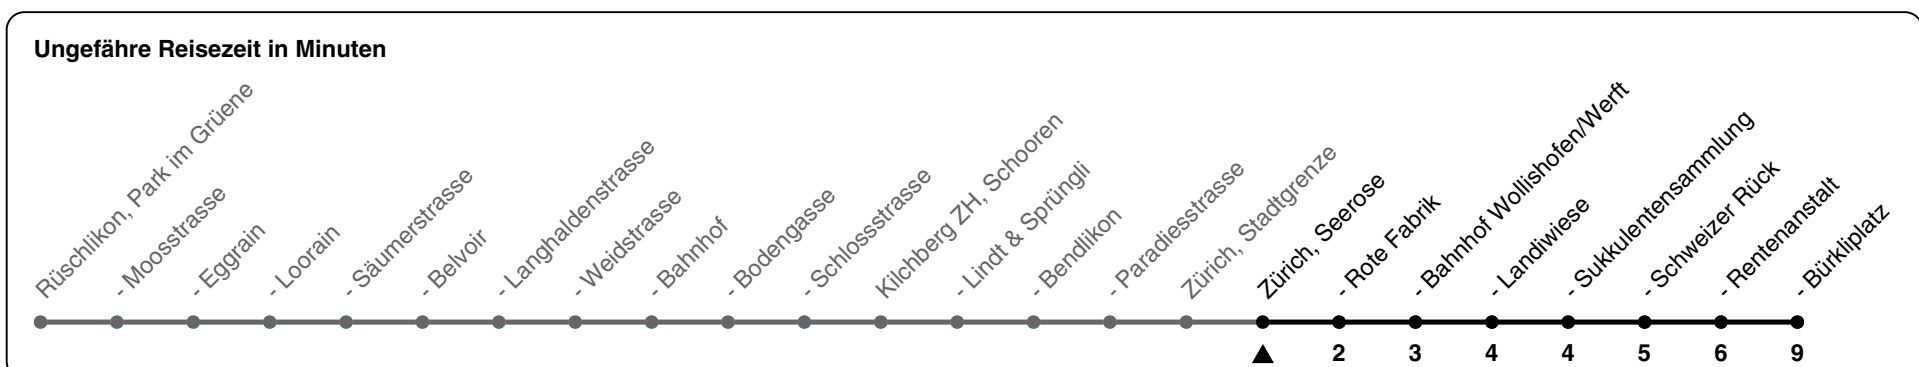 Ungefähre Reisezeit in Minuten
Rüschlikon, Park im Grüene
- Moosstrasse
- Eggrain
- Loorain
- Säumerstrasse
- Belvoir
- Langhaldenstrasse
- Weidstrasse
- Bahnhof
- Bodengasse
- Schlossstrasse
Kilchberg ZH, Schooren
- Lindt & Sprüngli
- Bendlikon
- Paradiesstrasse
Zürich, Stadtgrenze
Zürich, Seerose
- Rote Fabrik
- Bahnhof Wollishofen/Werft
- Landiwiese
- Sukkulentensammlung
- Schweizer Rück
- Rentenanstalt
- Bürkliplatz
2 3 4 4 5 6 9